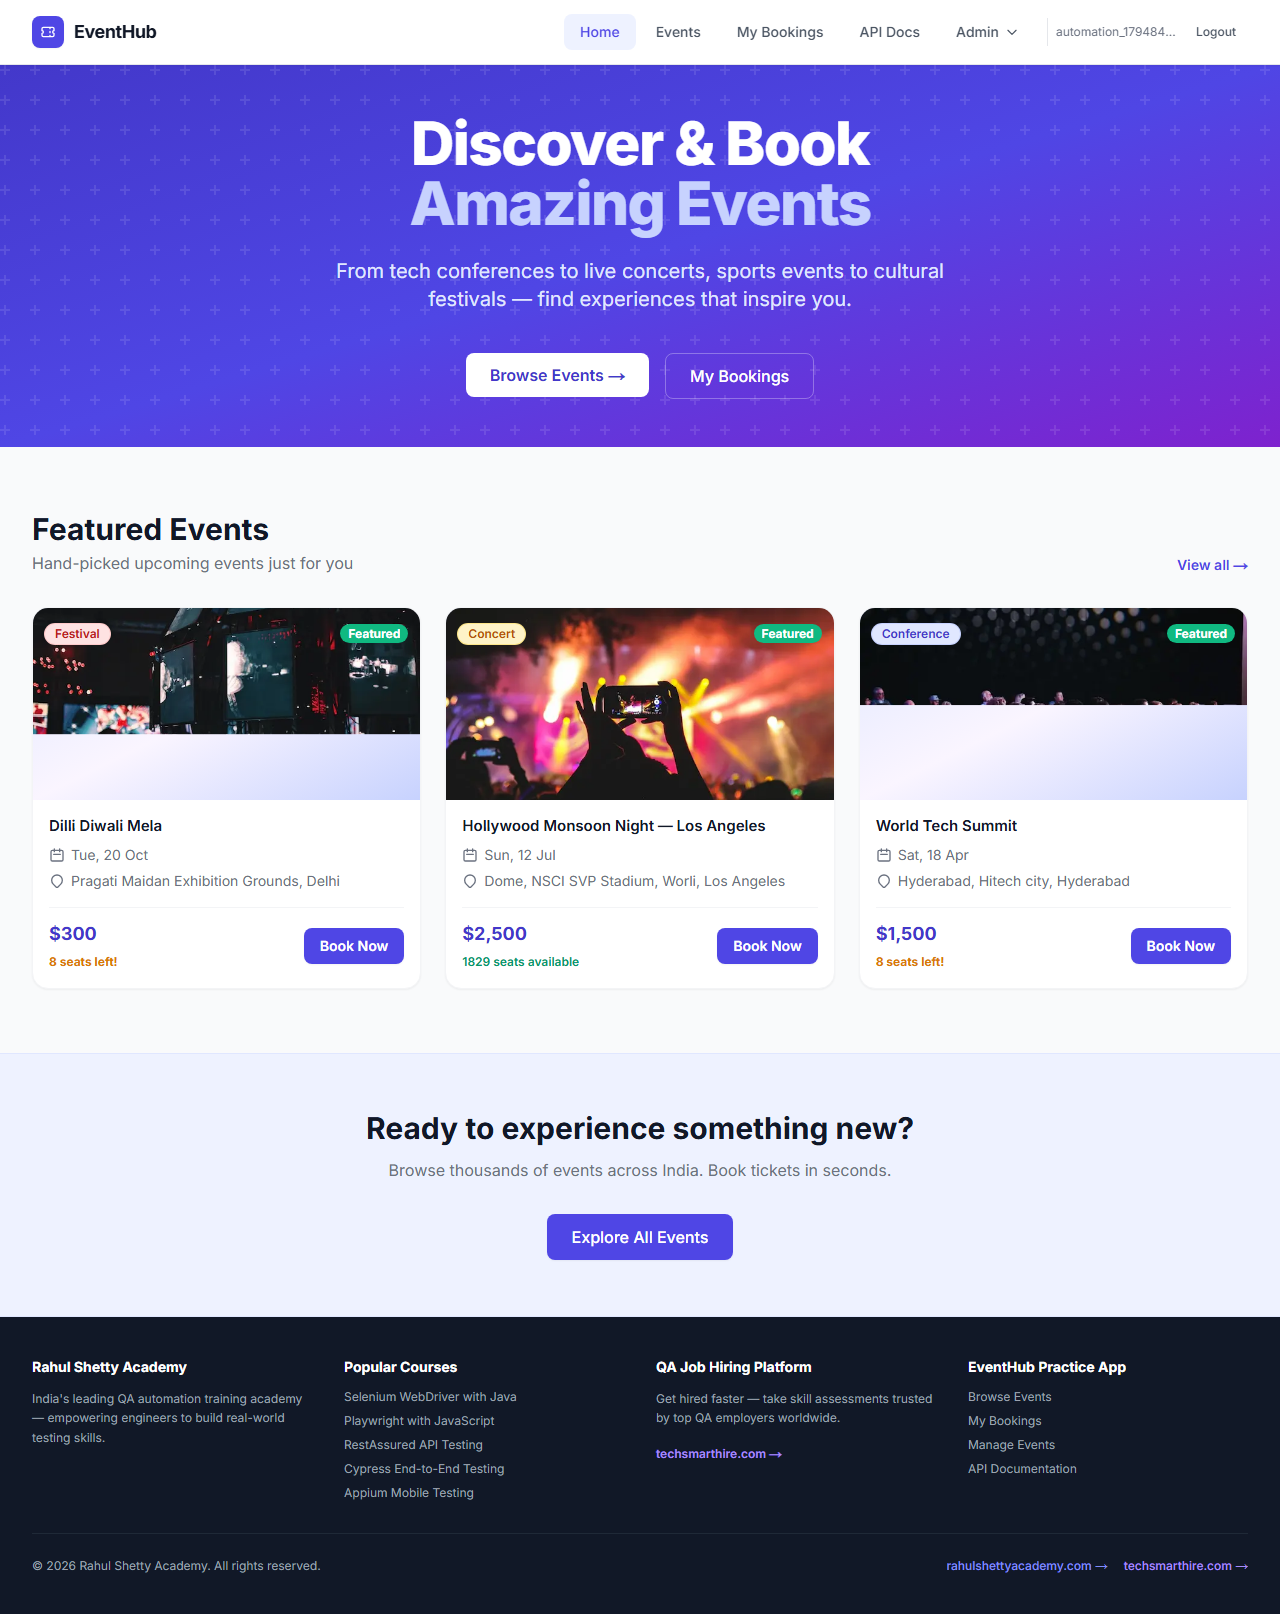 EventHub
Home
Events
My Bookings
API Docs
Admin
automation_179484...
Logout
Discover & Book
Amazing Events
From tech conferences to live concerts, sports events to cultural
festivals — find experiences that inspire you.
Browse Events →
My Bookings
Featured Events
Hand-picked upcoming events just for you
View all →
Festival
Featured
Dilli Diwali Mela
Tue, 20 Oct
Pragati Maidan Exhibition Grounds, Delhi
$300
8 seats left!
Book Now
Concert
Featured
Hollywood Monsoon Night — Los Angeles
Sun, 12 Jul
Dome, NSCI SVP Stadium, Worli, Los Angeles
$2,500
1829 seats available
Book Now
Conference
Featured
World Tech Summit
Sat, 18 Apr
Hyderabad, Hitech city, Hyderabad
$1,500
8 seats left!
Book Now
Ready to experience something new?
Browse thousands of events across India. Book tickets in seconds.
Explore All Events
Rahul Shetty Academy
India's leading QA automation training academy
— empowering engineers to build real-world
testing skills.
Popular Courses
Selenium WebDriver with Java
Playwright with JavaScript
RestAssured API Testing
Cypress End-to-End Testing
Appium Mobile Testing
QA Job Hiring Platform
Get hired faster — take skill assessments trusted
by top QA employers worldwide.
techsmarthire.com →
EventHub Practice App
Browse Events
My Bookings
Manage Events
API Documentation
© 2026 Rahul Shetty Academy. All rights reserved.
rahulshettyacademy.com →
techsmarthire.com →